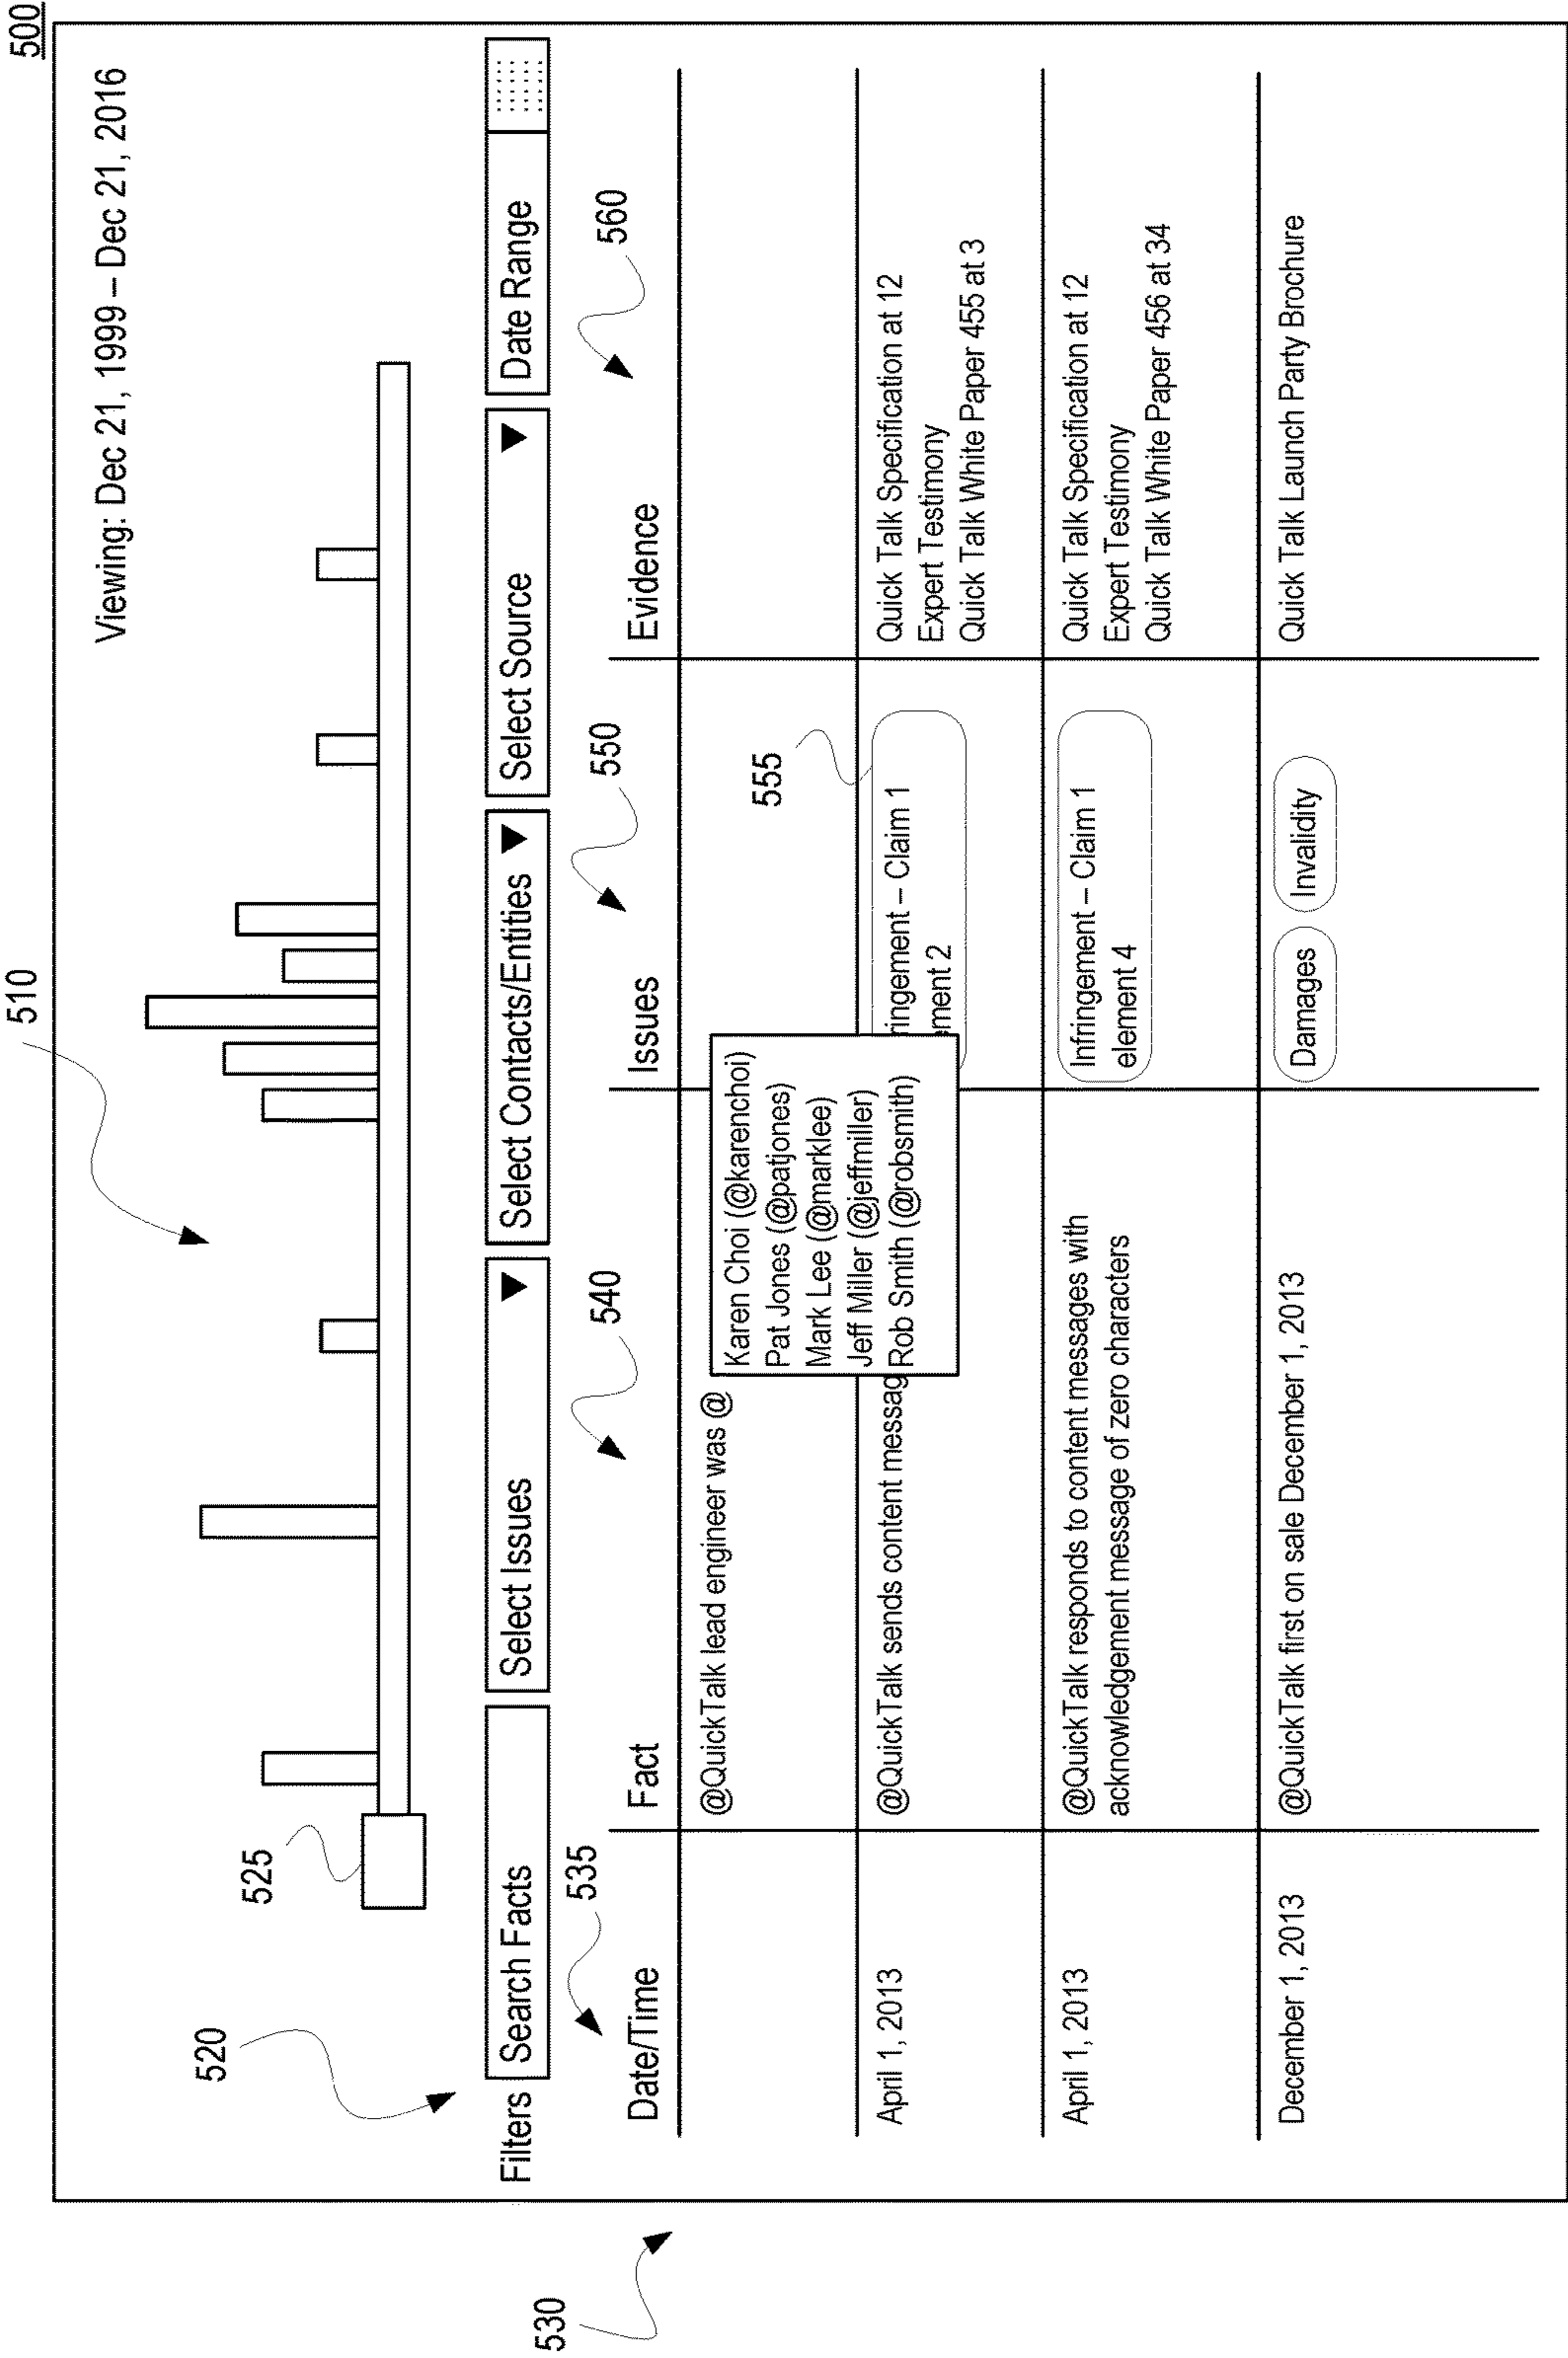 500
Viewing: Dec 21, 1999 – Dec 21, 2016
510
525
520
Filters
Search Facts
Select Issues ▼
Select Contacts/Entities ▼
Select Source ▼
Date Range
530
535
540
550
560
Date/Time
Fact
Issues
Evidence
@QuickTalk lead engineer was @
Karen Choi (@karenchoi)
Pat Jones (@patjones)
Mark Lee (@marklee)
Jeff Miller (@jeffmiller)
Rob Smith (@robsmith)
555
April 1, 2013
@QuickTalk sends content messag
ringement – Claim 1
ment 2
Quick Talk Specification at 12
Expert Testimony
Quick Talk White Paper 455 at 3
April 1, 2013
@QuickTalk responds to content messages with
acknowledgement message of zero characters
Infringement – Claim 1
element 4
Quick Talk Specification at 12
Expert Testimony
Quick Talk White Paper 456 at 34
December 1, 2013
@QuickTalk first on sale December 1, 2013
Damages
Invalidity
Quick Talk Launch Party Brochure